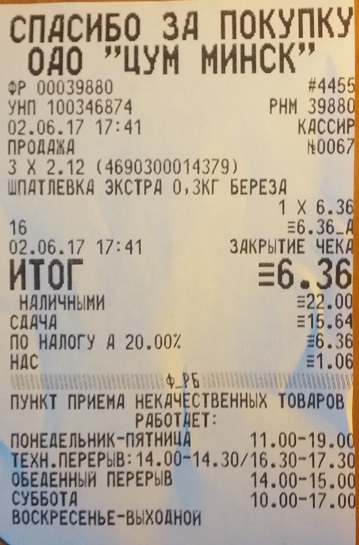 СПАСИБО ЗА ПОКУПКУ
ОАО "ЦУМ МИНСК"
ФР 00039880 #4455
УНП 100346874 РНМ 39880
02.06.17 17:41 КАССИР
ПРОДАЖА №0067
3 X 2.12 (4690300014379)
ШПАТЛЕВКА ЭКСТРА 0,3КГ БЕРЕЗА
1 X 6.36
16 ≡6.36_А
02.06.17 17:41 ЗАКРЫТИЕ ЧЕКА
ИТОГ ≡6.36
НАЛИЧНЫМИ ≡22.00
СДАЧА ≡15.64
ПО НАЛОГУ А 20.00% ≡6.36
НДС ≡1.06
Ф_РБ
ПУНКТ ПРИЕМА НЕКАЧЕСТВЕННЫХ ТОВАРОВ
РАБОТАЕТ:
ПОНЕДЕЛЬНИК-ПЯТНИЦА 11.00-19.00
ТЕХН.ПЕРЕРЫВ:14.00-14.30/16.30-17.30
ОБЕДЕННЫЙ ПЕРЕРЫВ 14.00-15.00
СУББОТА 10.00-17.00
ВОСКРЕСЕНЬЕ-ВЫХОДНОЙ